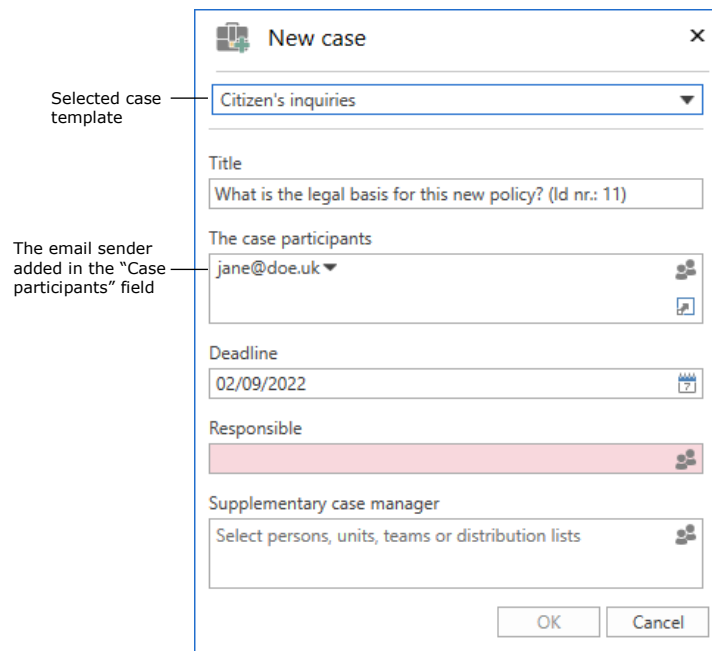 New case
Selected case
template
Citizen's inquiries
Title
What is the legal basis for this new policy? (Id nr.: 11)
The email sender
added in the “Case
participants” field
The case participants
jane@doe.uk
Deadline
02/09/2022
7
Responsible
Supplementary case manager
Select persons, units, teams or distribution lists
OK
Cancel